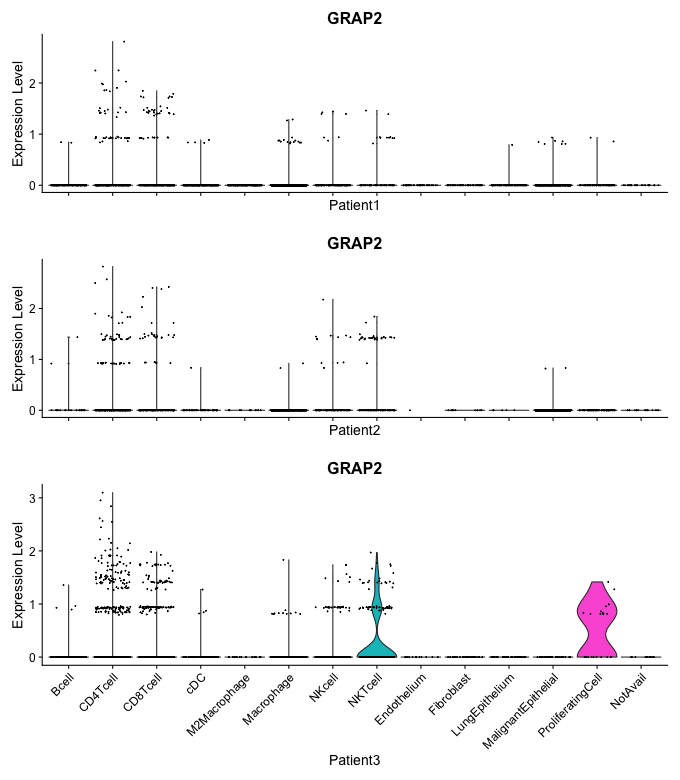 GRAP2
Expression Level
2
1
0
Patient1
GRAP2
Expression Level
2
1
0
Patient2
GRAP2
Expression Level
3
2
1
0
Bcell
CD4Tcell
CD8Tcell
cDC
M2Macrophage
Macrophage
NKcell
NKTcell
Endothelium
Fibroblast
LungEpithelium
MalignantEpithelial
ProliferatingCell
NotAvail
Patient3